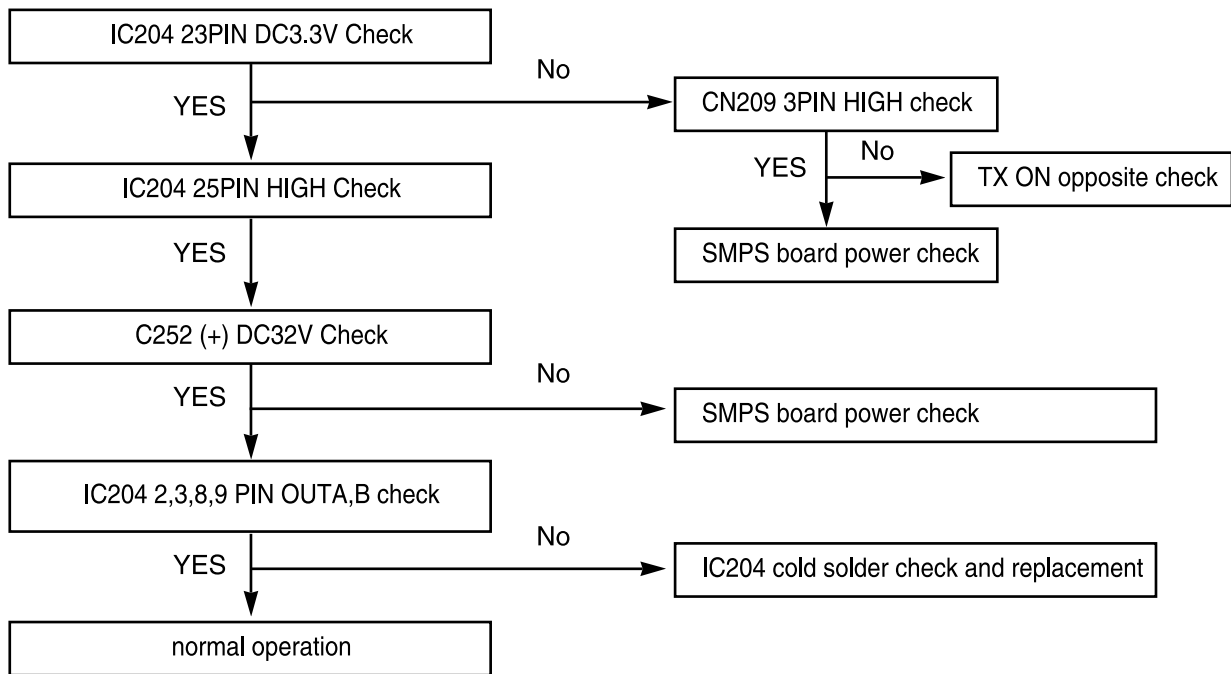 IC204 23PIN DC3.3V Check
No
YES
CN209 3PIN HIGH check
No
YES
IC204 25PIN HIGH Check
TX ON opposite check
YES
SMPS board power check
C252 (+) DC32V Check
No
YES
SMPS board power check
IC204 2,3,8,9 PIN OUTA,B check
No
YES
IC204 cold solder check and replacement
normal operation